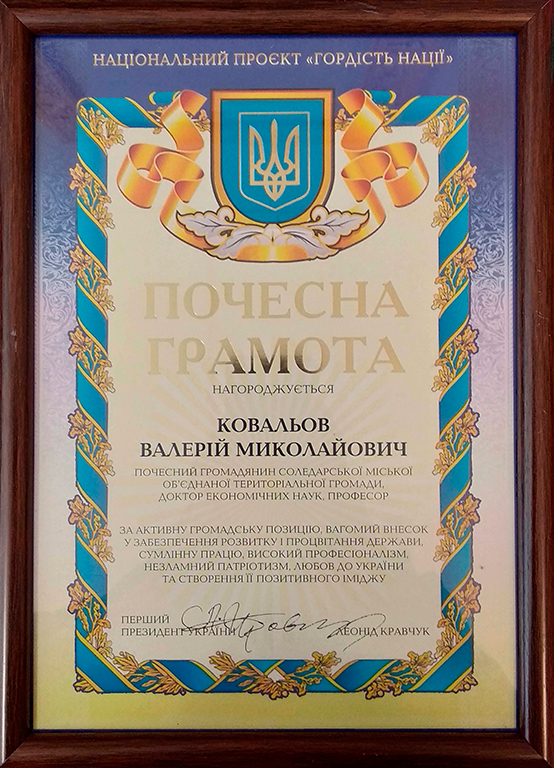 НАЦІОНАЛЬНИЙ ПРОЄКТ «ГОРДІСТЬ НАЦІЇ»
ПОЧЕСНА
ГРАМОТА
НАГОРОДЖУЄТЬСЯ
КОВАЛЬОВ
ВАЛЕРІЙ МИКОЛАЙОВИЧ
ПОЧЕСНИЙ ГРОМАДЯНИН СОЛЕДАРСЬКОЇ МІСЬКОЇ
ОБ'ЄДНАНОЇ ТЕРИТОРІАЛЬНОЇ ГРОМАДИ,
ДОКТОР ЕКОНОМІЧНИХ НАУК, ПРОФЕСОР
ЗА АКТИВНУ ГРОМАДСЬКУ ПОЗИЦІЮ, ВАГОМИЙ ВНЕСОК
У ЗАБЕЗПЕЧЕННЯ РОЗВИТКУ І ПРОЦВІТАННЯ ДЕРЖАВИ,
СУМЛІННУ ПРАЦЮ, ВИСОКИЙ ПРОФЕСІОНАЛІЗМ,
НЕЗЛАМНИЙ ПАТРІОТИЗМ, ЛЮБОВ ДО УКРАЇНИ
ТА СТВОРЕННЯ ЇЇ ПОЗИТИВНОГО ІМІДЖУ
ПЕРШИЙ
ПРЕЗИДЕНТ УКРАЇНИ ЛЕОНІД КРАВЧУК